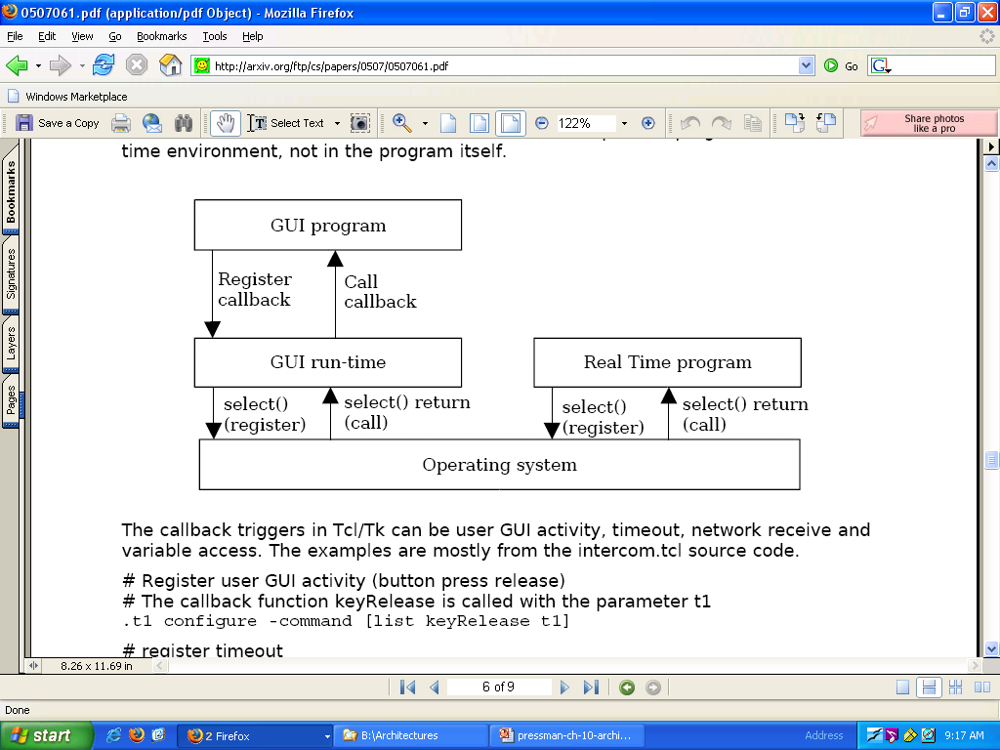 0507061.pdf (application/pdf Object) - Mozilla Firefox
File Edit View Go Bookmarks Tools Help
http://arxiv.org/ftp/cs/papers/0507/0507061.pdf Go G
Windows Marketplace
Save a Copy Select Text 122% Share photos
like a pro
time environment, not in the program itself.
Bookmarks
Signatures
Layers
Pages
GUI program
Register
callback
Call
callback
GUI run-time
Real Time program
select()
(register)
select() return
(call)
select()
(register)
select() return
(call)
Operating system
The callback triggers in Tcl/Tk can be user GUI activity, timeout, network receive and
variable access. The examples are mostly from the intercom.tcl source code.
# Register user GUI activity (button press release)
# The callback function keyRelease is called with the parameter t1
.t1 configure -command [list keyRelease t1]
# register timeout
8.26 x 11.69 in
6 of 9
Done
start 2 Firefox B:\Architectures pressman-ch-10-archi... Address 9:17 AM